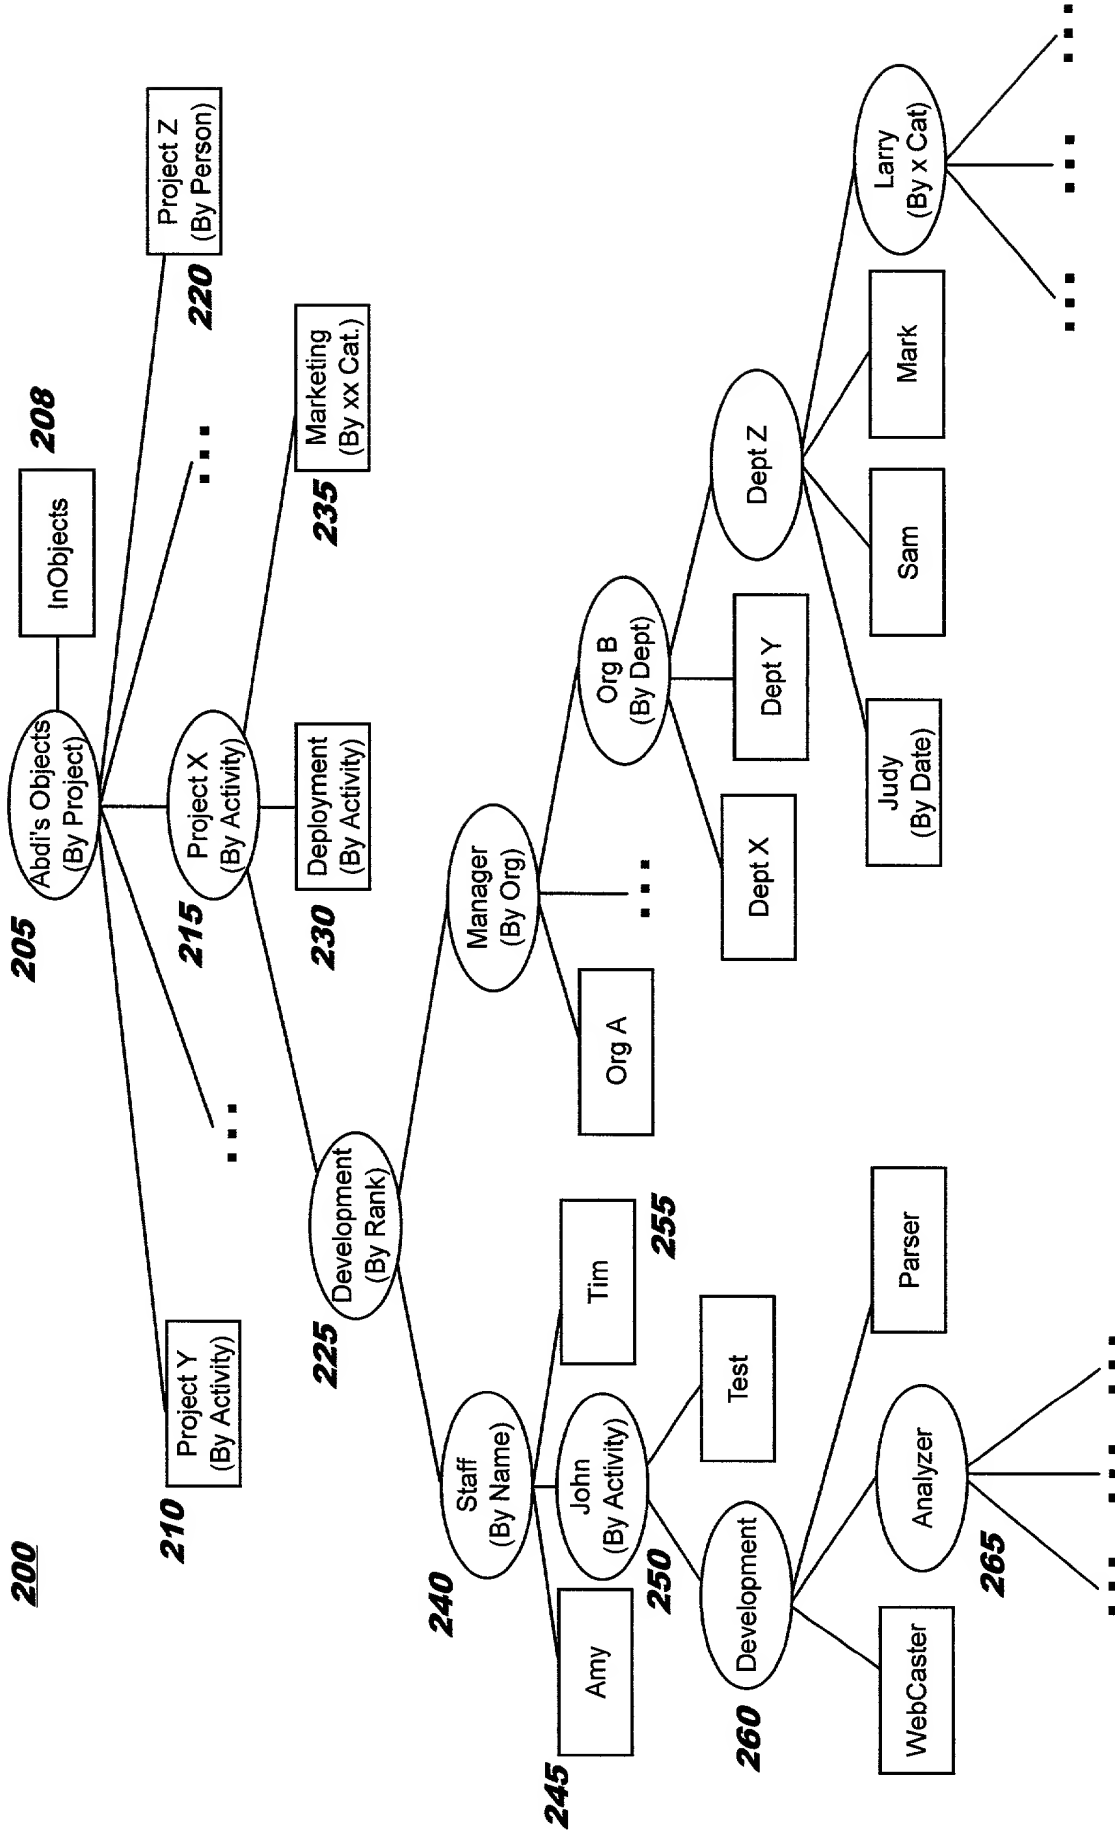 200
205
Abdi's Objects
(By Project)
InObjects
208
210
Project Y
(By Activity)
...
215
Project X
(By Activity)
...
Project Z
(By Person)
220
225
Development
(By Rank)
230
Deployment
(By Activity)
235
Marketing
(By xx Cat.)
240
Staff
(By Name)
Manager
(By Org)
245
Amy
John
(By Activity)
250
Tim
255
Org A
...
Org B
(By Dept)
260
Development
Test
Dept X
Dept Y
Dept Z
WebCaster
Analyzer
265
Parser
Judy
(By Date)
Sam
Mark
Larry
(By x Cat)
...
...
...
...
...
...